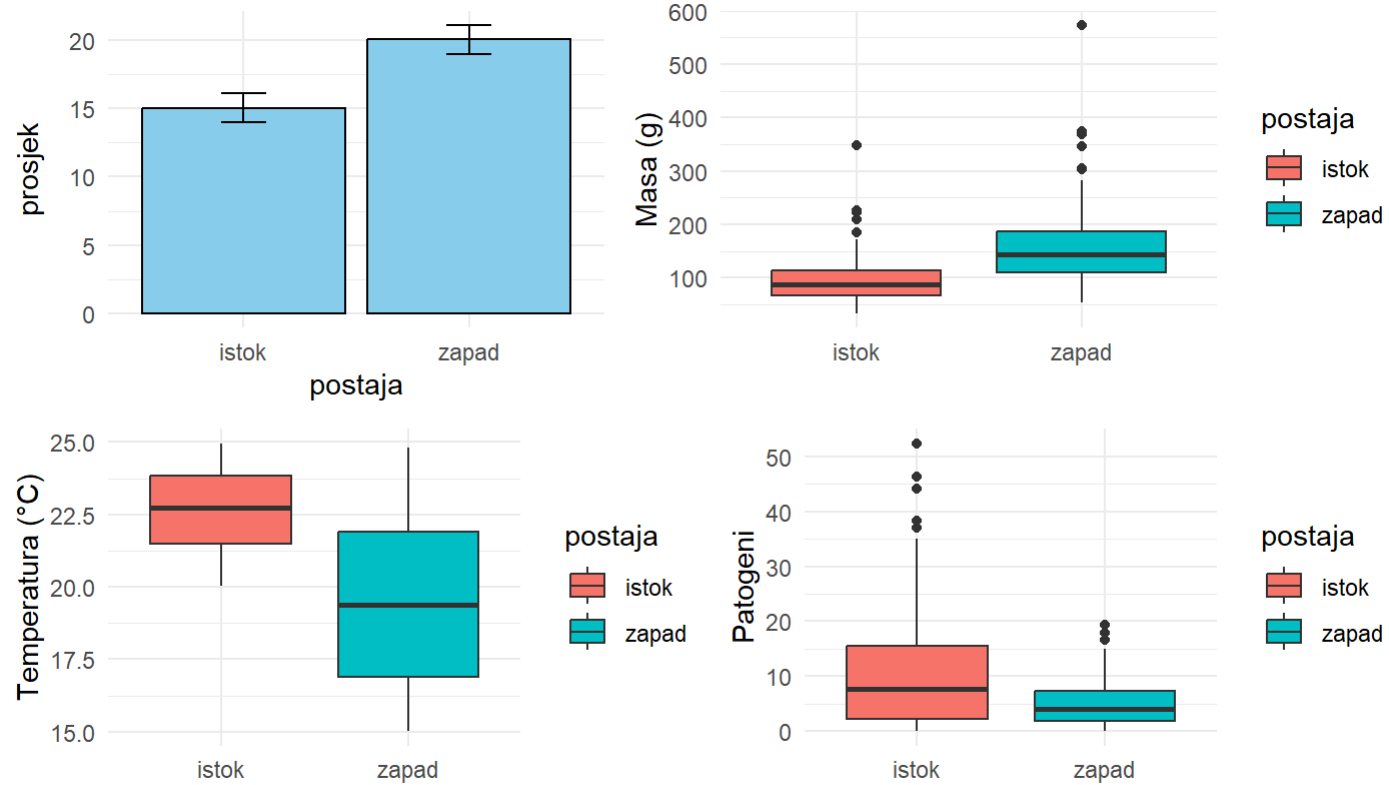 prosjek
20
15
10
5
0
istok zapad
postaja
Masa (g)
600
500
400
300
200
100
istok zapad
postaja
istok
zapad
Temperatura (°C)
25.0
22.5
20.0
17.5
15.0
istok zapad
postaja
istok
zapad
Patogeni
50
40
30
20
10
0
istok zapad
postaja
istok
zapad